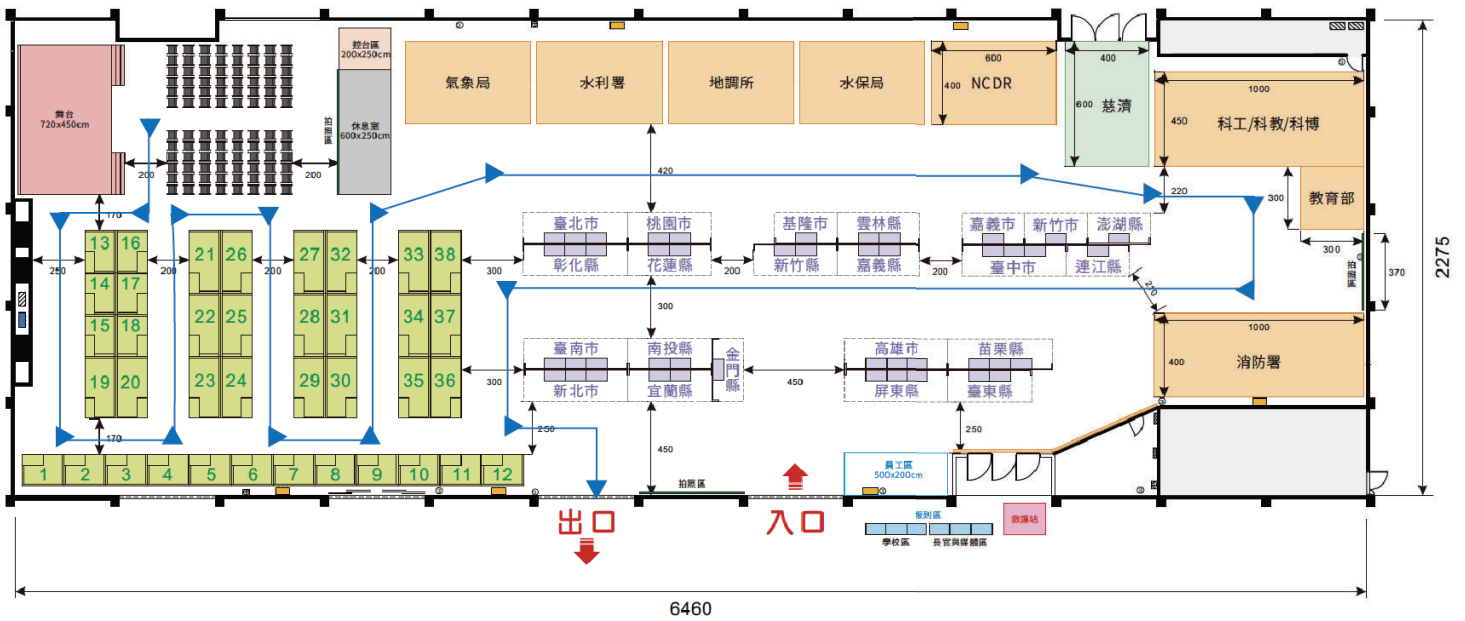 控台區
200x250cm
舞台
720x450cm
休息室
600x250cm
拍照區
氣象局
水利署
地調所
水保局
600
400
NCDR
400
600
慈濟
1000
450
科工/科教/科博
200
200
420
220
300
教育部
300
170
13 16
14 17
15 18
19 20
250
200
21 26
22 25
23 24
200
27 32
28 31
29 30
200
33 38
34 37
35 36
300
臺北市 桃園市
彰化縣 花蓮縣
200
基隆市 雲林縣
新竹縣 嘉義縣
200
嘉義市 新竹市 澎湖縣
臺中市 連江縣
拍照區
370
2275
270
300
300
臺南市 南投縣
新北市 宜蘭縣
金門縣
450
高雄市 苗栗縣
屏東縣 臺東縣
1000
400
消防署
170
250
450
250
1 2 3 4 5 6 7 8 9 10 11 12
拍照區
員工區
500x200cm
出口
入口
報到區
學校區
長官與媒體區
救護站
6460